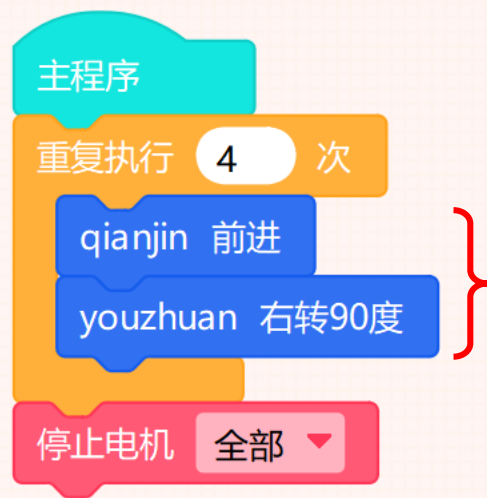 主程序
重复执行 4 次
qianjin 前进
youzhuan 右转90度
停止电机 全部